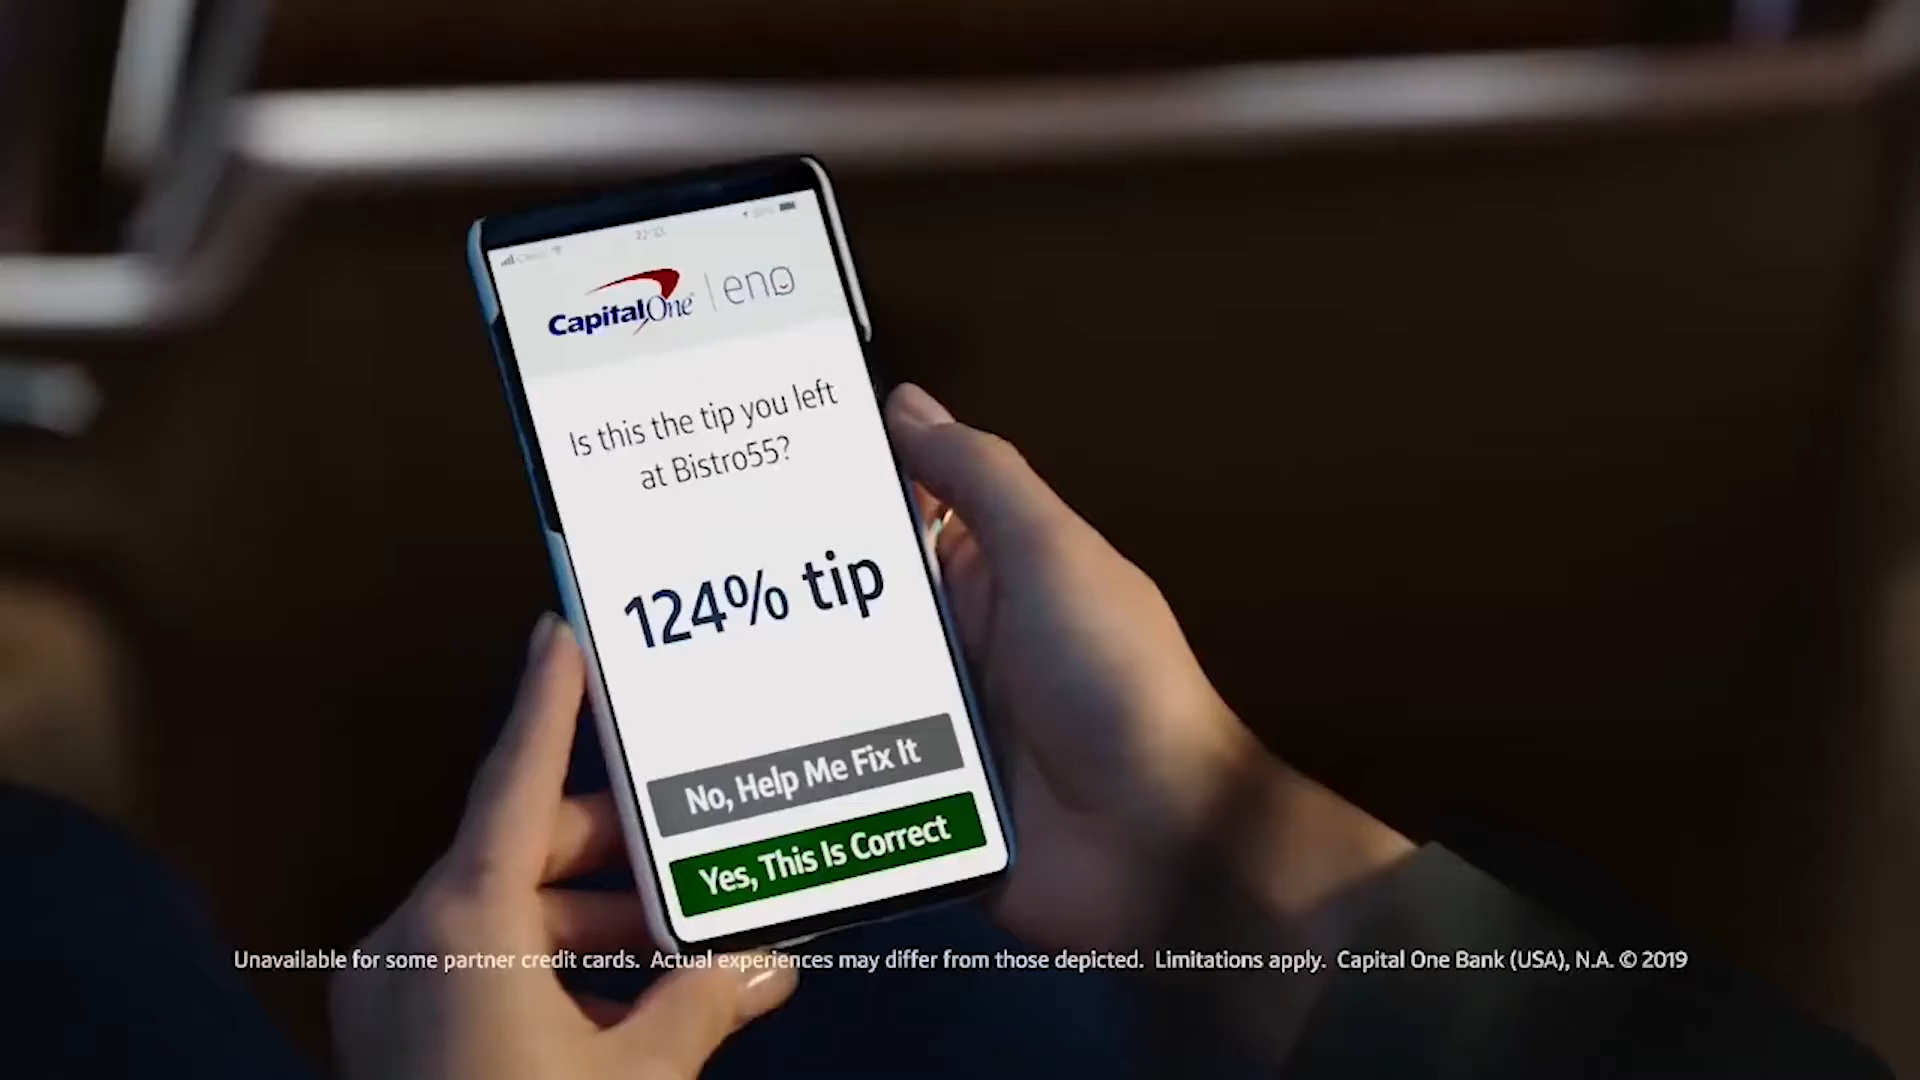 CapitalOne® | eno
Is this the tip you left
at Bistro55?
124% tip
No, Help Me Fix It
Yes, This Is Correct
Unavailable for some partner credit cards. Actual experiences may differ from those depicted. Limitations apply. Capital One Bank (USA), N.A. © 2019